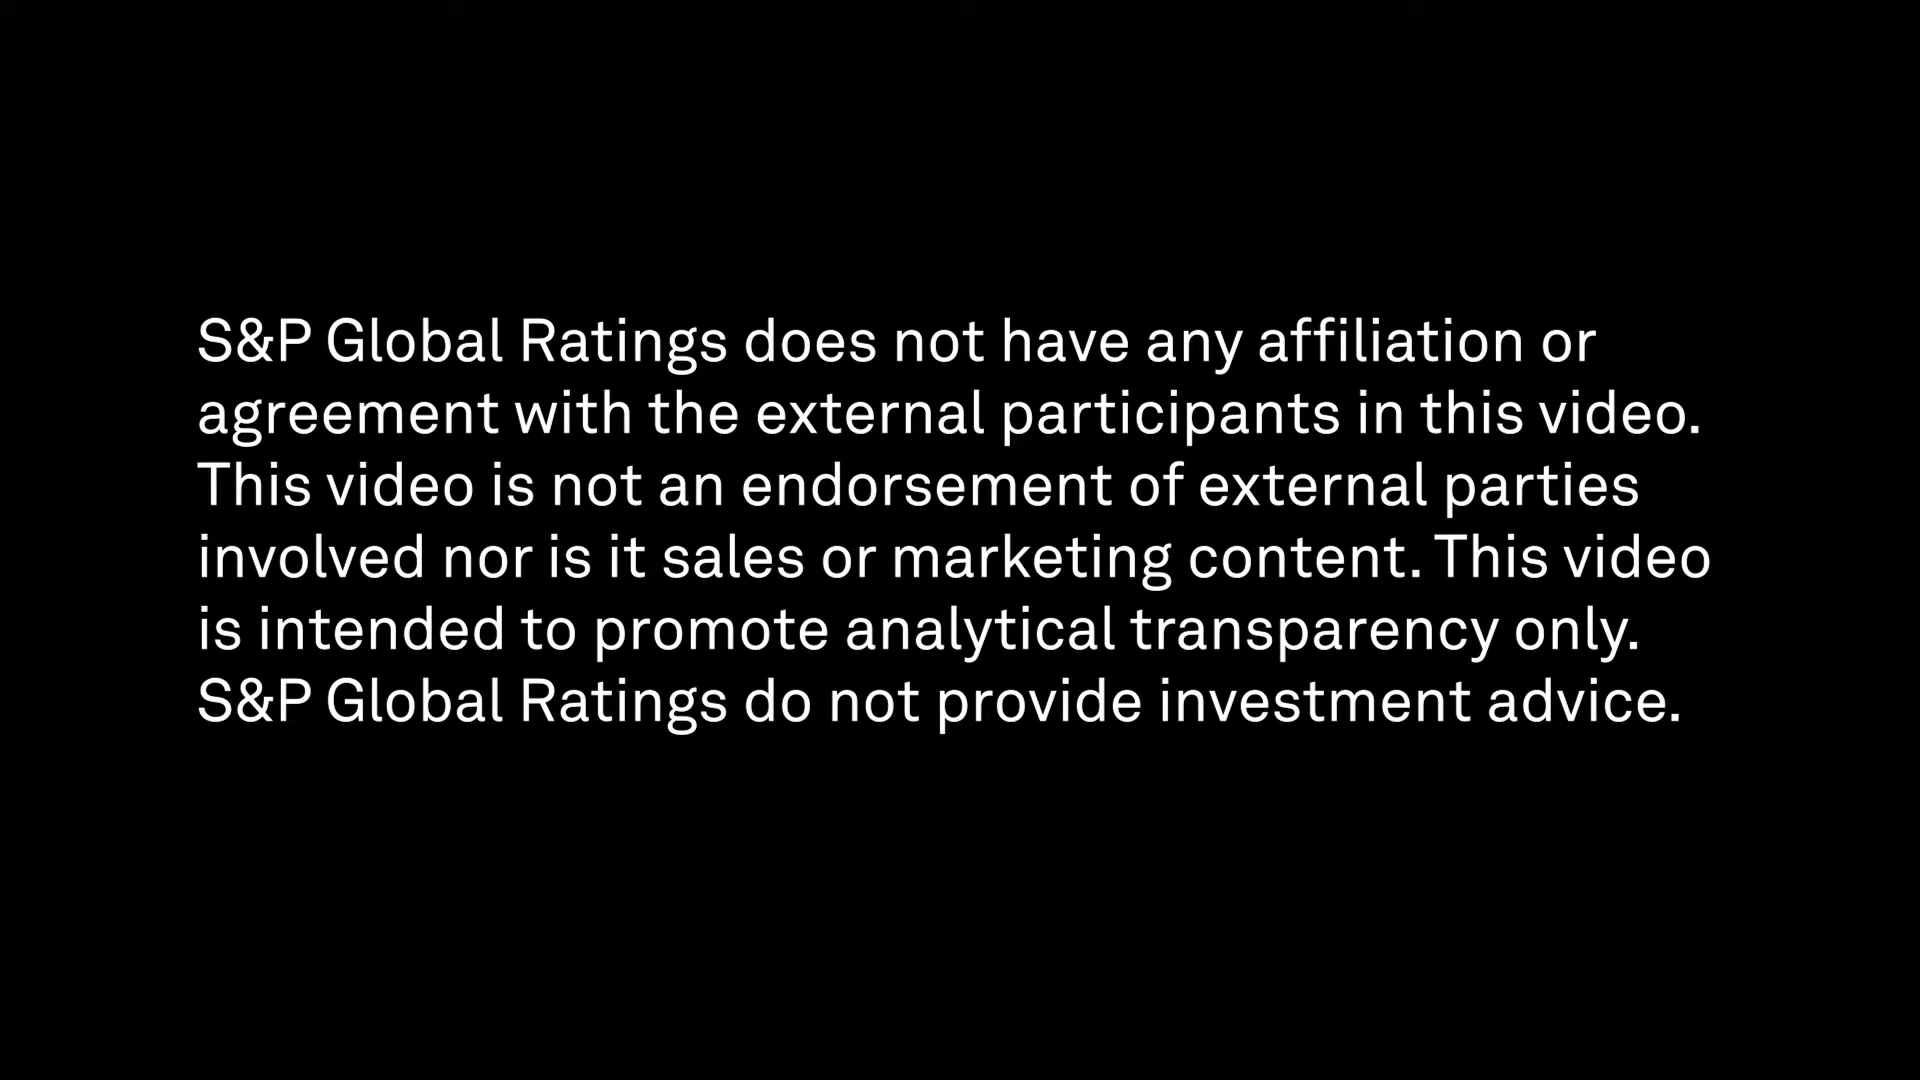 S&P Global Ratings does not have any affiliation or
agreement with the external participants in this video.
This video is not an endorsement of external parties
involved nor is it sales or marketing content. This video
is intended to promote analytical transparency only.
S&P Global Ratings do not provide investment advice.